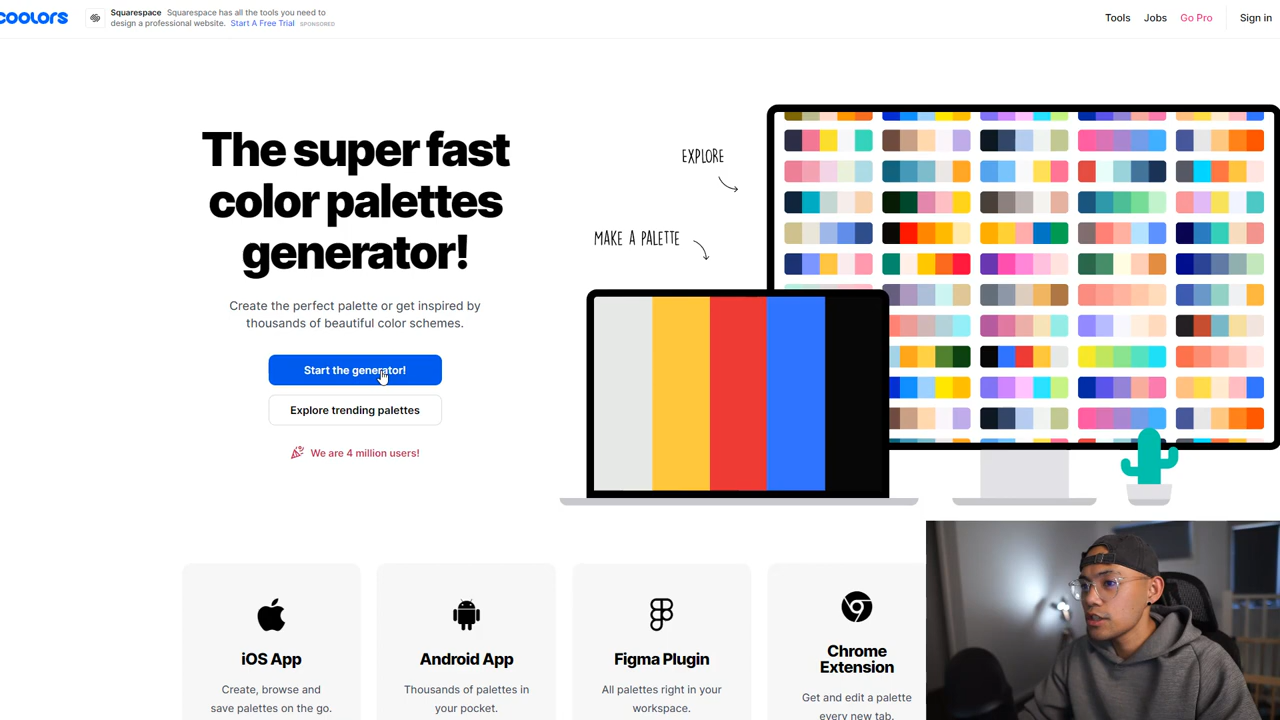 coolors
Squarespace Squarespace has all the tools you need to
design a professional website. Start A Free Trial SPONSORED
Tools Jobs Go Pro Sign in
The super fast
color palettes
generator!
Create the perfect palette or get inspired by
thousands of beautiful color schemes.
Start the generator!
Explore trending palettes
We are 4 million users!
EXPLORE
MAKE A PALETTE
iOS App
Create, browse and
save palettes on the go.
Android App
Thousands of palettes in
your pocket.
Figma Plugin
All palettes right in your
workspace.
Chrome
Extension
Get and edit a palette
every new tab.